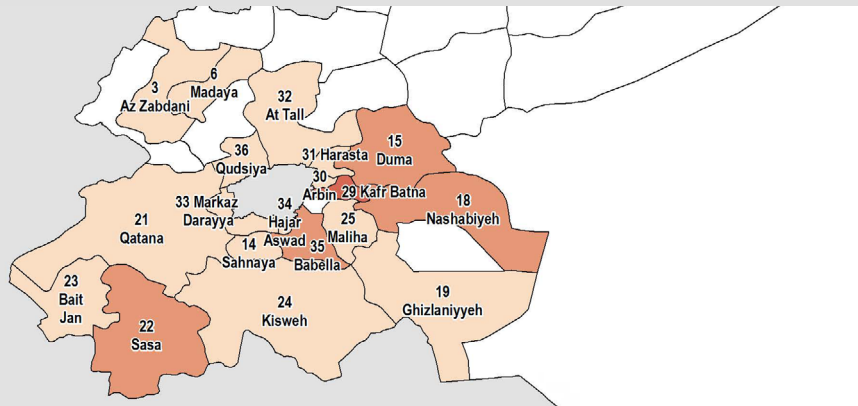 6
Madaya
3
Az Zabdani
32
At Tall
15
Duma
31 Harasta
36
Qudsiya
30
Arbin
29 Kafr Batna
18
Nashabiyeh
33 Markaz
Darayya
34
Hajar
Aswad
21
Qatana
25
Maliha
14
Sahnaya
35
Babella
23
Bait
Jan
19
Ghizlaniyyeh
24
Kisweh
22
Sasa